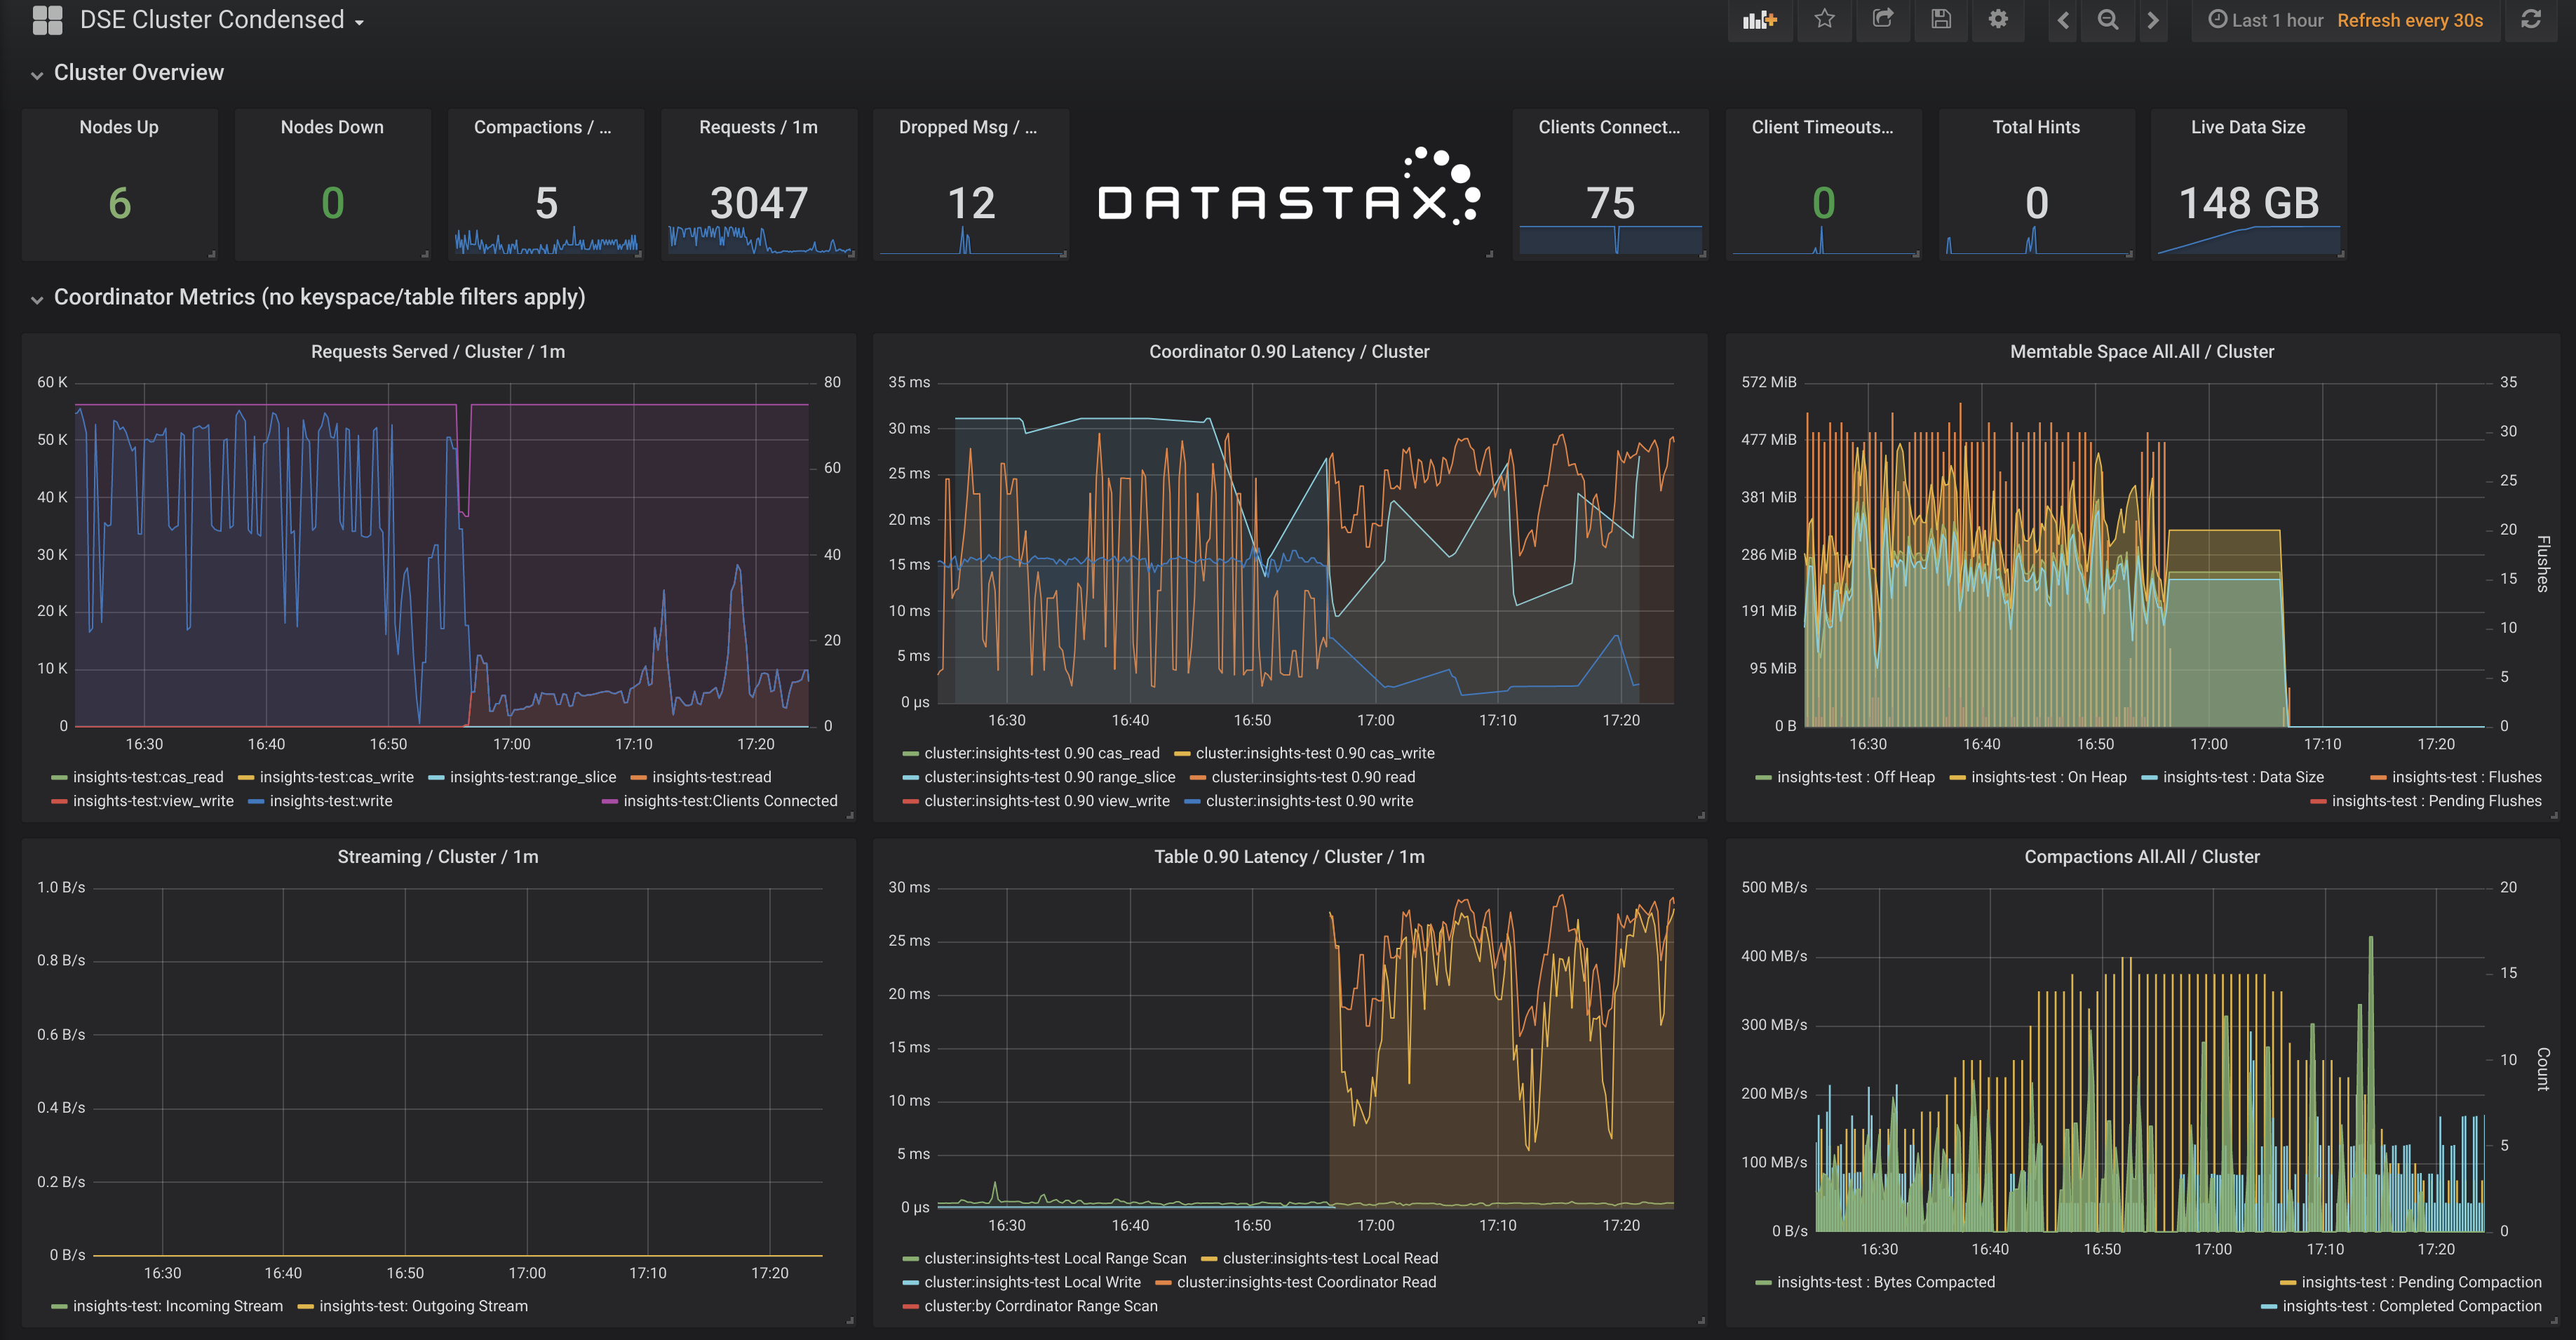 DSE Cluster Condensed
Last 1 hour Refresh every 30s
Cluster Overview
Nodes Up
6
Nodes Down
0
Compactions / ...
5
Requests / 1m
3047
Dropped Msg / ...
12
DATASTAX
Clients Connect...
75
Client Timeouts...
0
Total Hints
0
Live Data Size
148 GB
Coordinator Metrics (no keyspace/table filters apply)
Requests Served / Cluster / 1m
60 K
50 K
40 K
30 K
20 K
10 K
0
80
60
40
20
0
16:30 16:40 16:50 17:00 17:10 17:20
insights-test:cas_read insights-test:cas_write insights-test:range_slice insights-test:read
insights-test:view_write insights-test:write insights-test:Clients Connected
Coordinator 0.90 Latency / Cluster
35 ms
30 ms
25 ms
20 ms
15 ms
10 ms
5 ms
0 µs
16:30 16:40 16:50 17:00 17:10 17:20
cluster:insights-test 0.90 cas_read cluster:insights-test 0.90 cas_write
cluster:insights-test 0.90 range_slice cluster:insights-test 0.90 read
cluster:insights-test 0.90 view_write cluster:insights-test 0.90 write
Memtable Space All.All / Cluster
572 MiB
477 MiB
381 MiB
286 MiB
191 MiB
95 MiB
0 B
35
30
25
20
15
10
5
0
Flushes
16:30 16:40 16:50 17:00 17:10 17:20
insights-test : Off Heap insights-test : On Heap insights-test : Data Size insights-test : Flushes
insights-test : Pending Flushes
Streaming / Cluster / 1m
1.0 B/s
0.8 B/s
0.6 B/s
0.4 B/s
0.2 B/s
0 B/s
16:30 16:40 16:50 17:00 17:10 17:20
insights-test: Incoming Stream insights-test: Outgoing Stream
Table 0.90 Latency / Cluster / 1m
30 ms
25 ms
20 ms
15 ms
10 ms
5 ms
0 µs
16:30 16:40 16:50 17:00 17:10 17:20
cluster:insights-test Local Range Scan cluster:insights-test Local Read
cluster:insights-test Local Write cluster:insights-test Coordinator Read
cluster:by Corrdinator Range Scan
Compactions All.All / Cluster
500 MB/s
400 MB/s
300 MB/s
200 MB/s
100 MB/s
0 B/s
20
15
10
5
0
Count
16:30 16:40 16:50 17:00 17:10 17:20
insights-test : Bytes Compacted insights-test : Pending Compaction
insights-test : Completed Compaction